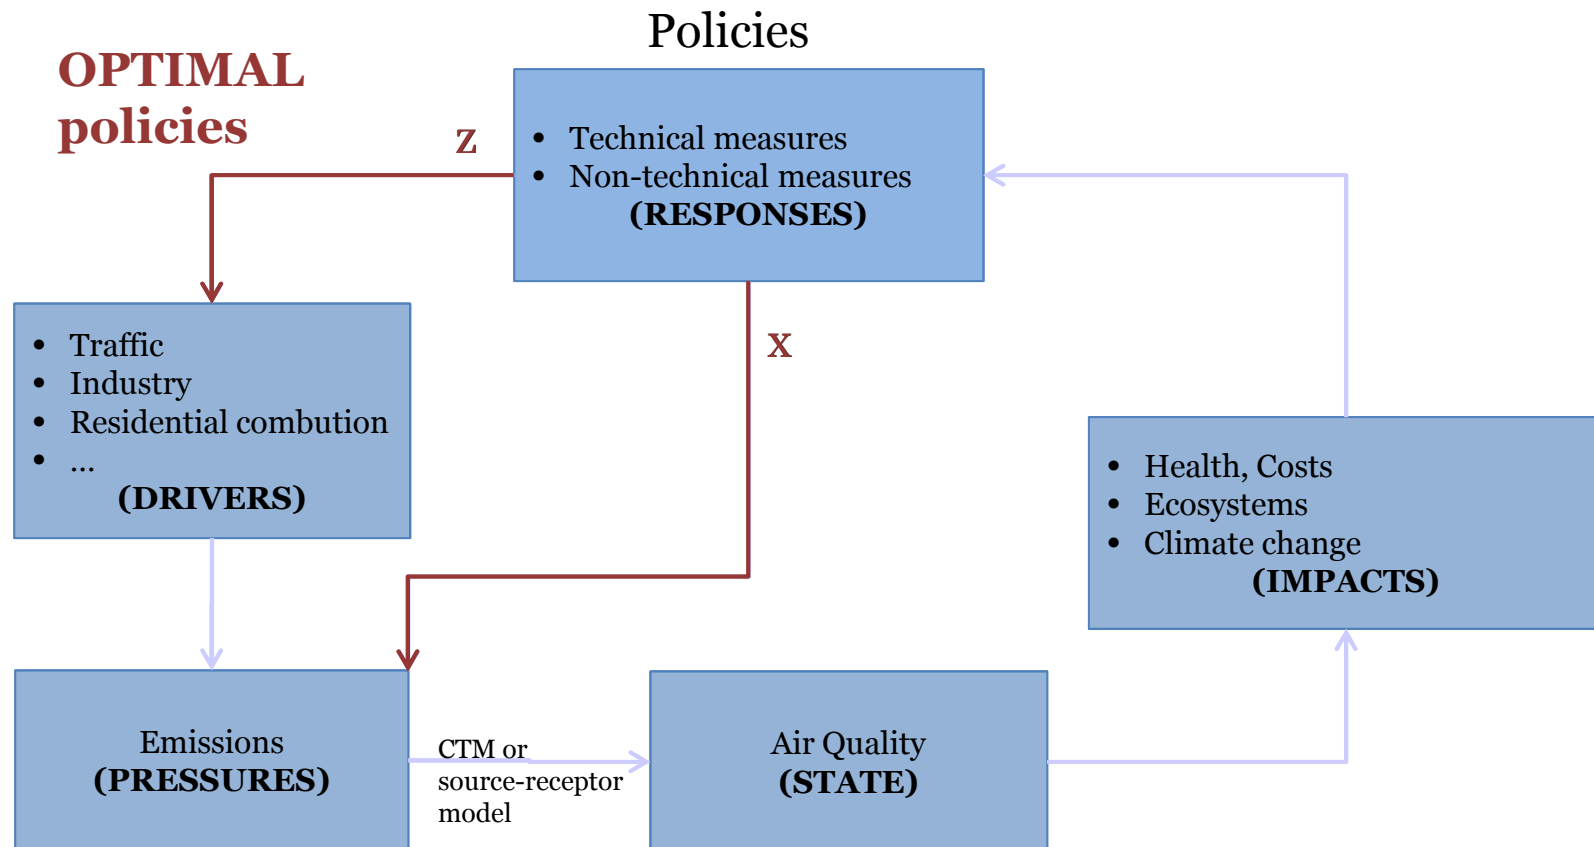 Policies
OPTIMAL
policies
z
• Technical measures
• Non-technical measures
(RESPONSES)
x
• Traffic
• Industry
• Residential combution
• ...
(DRIVERS)
• Health, Costs
• Ecosystems
• Climate change
(IMPACTS)
Emissions
(PRESSURES)
CTM or
source-receptor
model
Air Quality
(STATE)